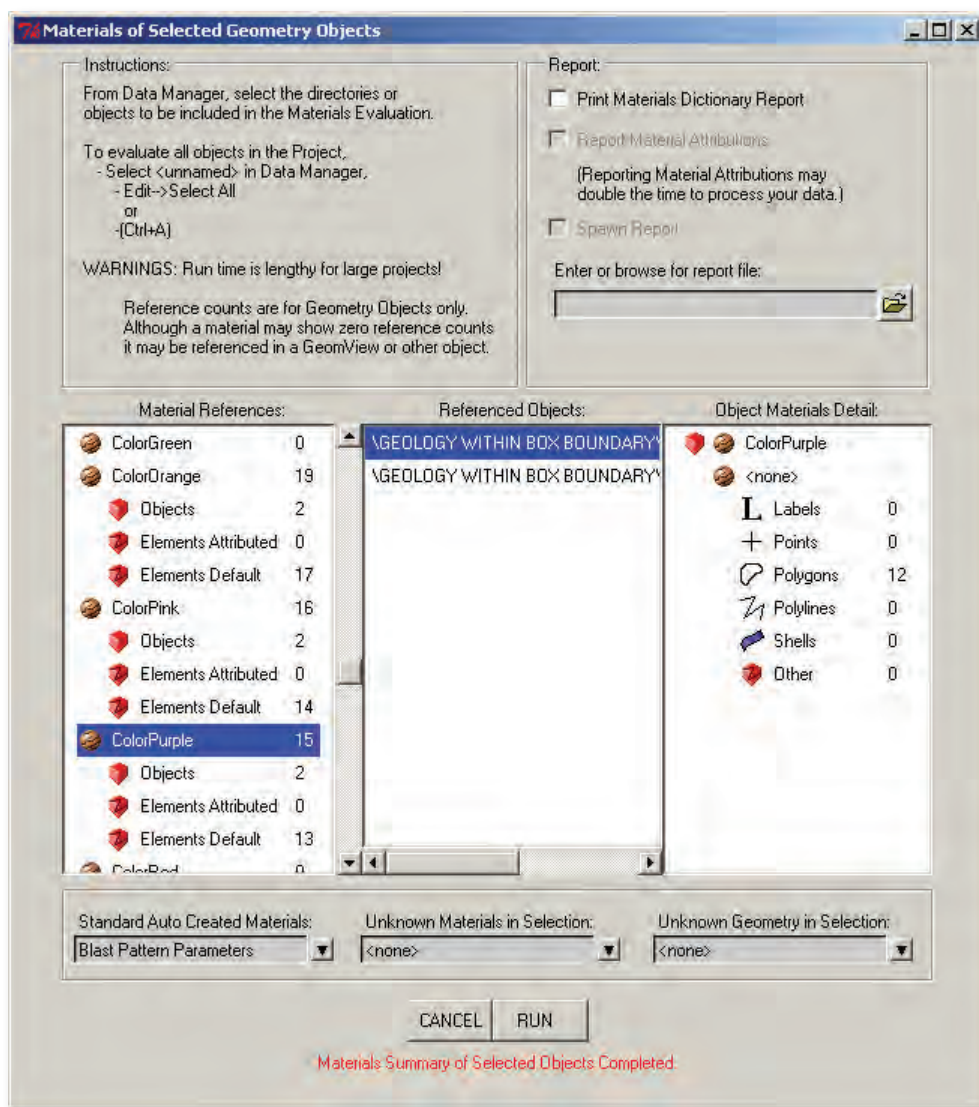 Materials of Selected Geometry Objects
Instructions:
From Data Manager, select the directories or
objects to be included in the Materials Evaluation.
To evaluate all objects in the Project,
- Select <unnamed> in Data Manager,
- Edit-->Select All
or
-(Ctrl+A)
WARNINGS: Run time is lengthy for large projects!
Reference counts are for Geometry Objects only.
Although a material may show zero reference counts
it may be referenced in a GeomView or other object.
Report:
Print Materials Dictionary Report
Report Material Attributions
(Reporting Material Attributions may
double the time to process your data.)
Spawn Report
Enter or browse for report file:
Material References:
ColorGreen 0
ColorOrange 19
Objects 2
Elements Attributed 0
Elements Default 17
ColorPink 16
Objects 2
Elements Attributed 0
Elements Default 14
ColorPurple 15
Objects 2
Elements Attributed 0
Elements Default 13
ColorRed 0
Referenced Objects:
\GEOLOGY WITHIN BOX BOUNDARY\
\GEOLOGY WITHIN BOX BOUNDARY\
Object Materials Detail:
ColorPurple
<none>
Labels 0
Points 0
Polygons 12
Polylines 0
Shells 0
Other 0
Standard Auto Created Materials:
Blast Pattern Parameters
Unknown Materials in Selection:
<none>
Unknown Geometry in Selection:
<none>
CANCEL RUN
Materials Summary of Selected Objects Completed.